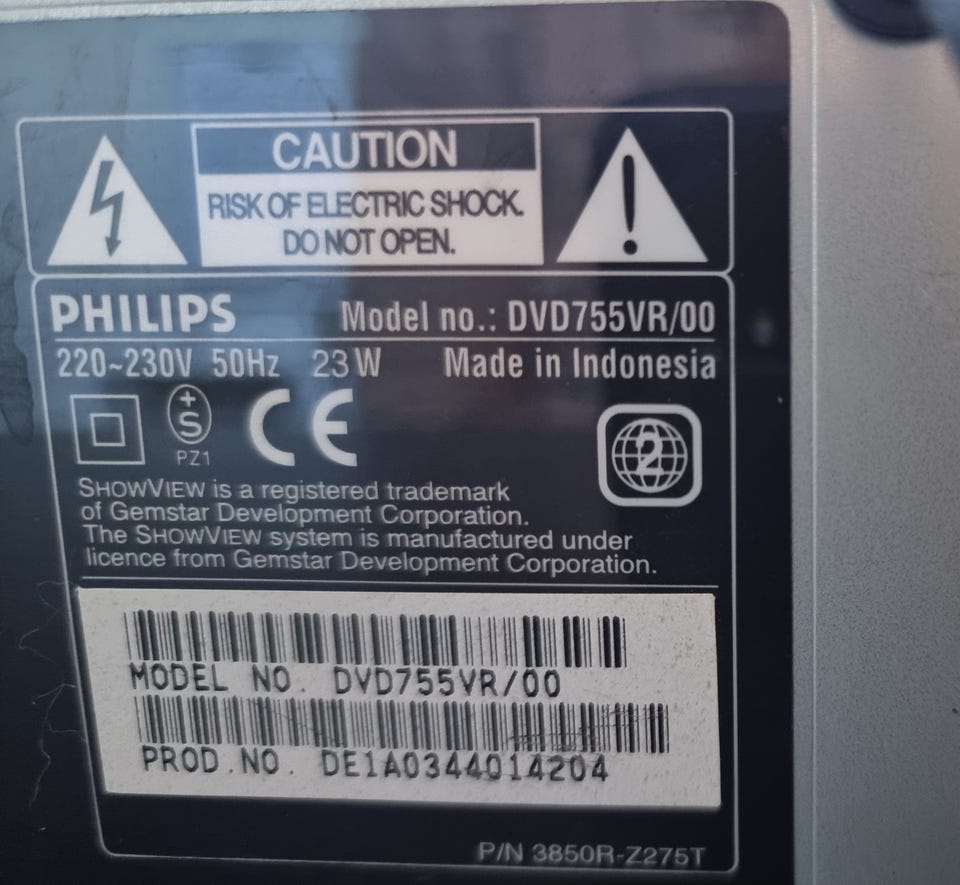 CAUTION
RISK OF ELECTRIC SHOCK.
DO NOT OPEN.
PHILIPS Model no.: DVD755VR/00
220~230V 50Hz 23W Made in Indonesia
+
S
PZ1
CE
2
SHOWVIEW is a registered trademark
of Gemstar Development Corporation.
The SHOWVIEW system is manufactured under
licence from Gemstar Development Corporation.
MODEL NO. DVD755VR/00
PROD.NO. DE1A0344014204
P/N 3850R-Z275T